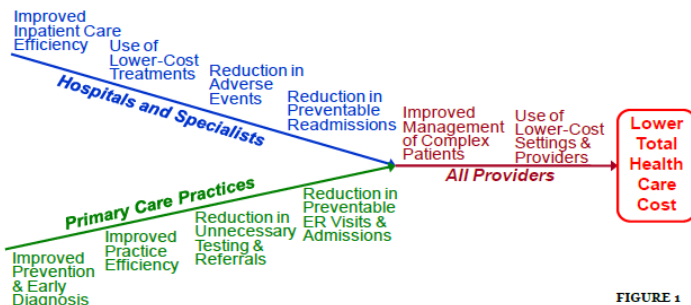 Improved
Inpatient Care
Efficiency
Use of
Lower-Cost
Treatments
Reduction in
Adverse
Events
Reduction in
Preventable
Readmissions
Hospitals and Specialists
Improved
Management
of Complex
Patients
Use of
Lower-Cost
Settings &
Providers
All Providers
Lower
Total
Health
Care
Cost
Primary Care Practices
Improved
Prevention
& Early
Diagnosis
Improved
Practice
Efficiency
Reduction in
Unnecessary
Testing &
Referrals
Reduction in
Preventable
ER Visits &
Admissions
FIGURE 1